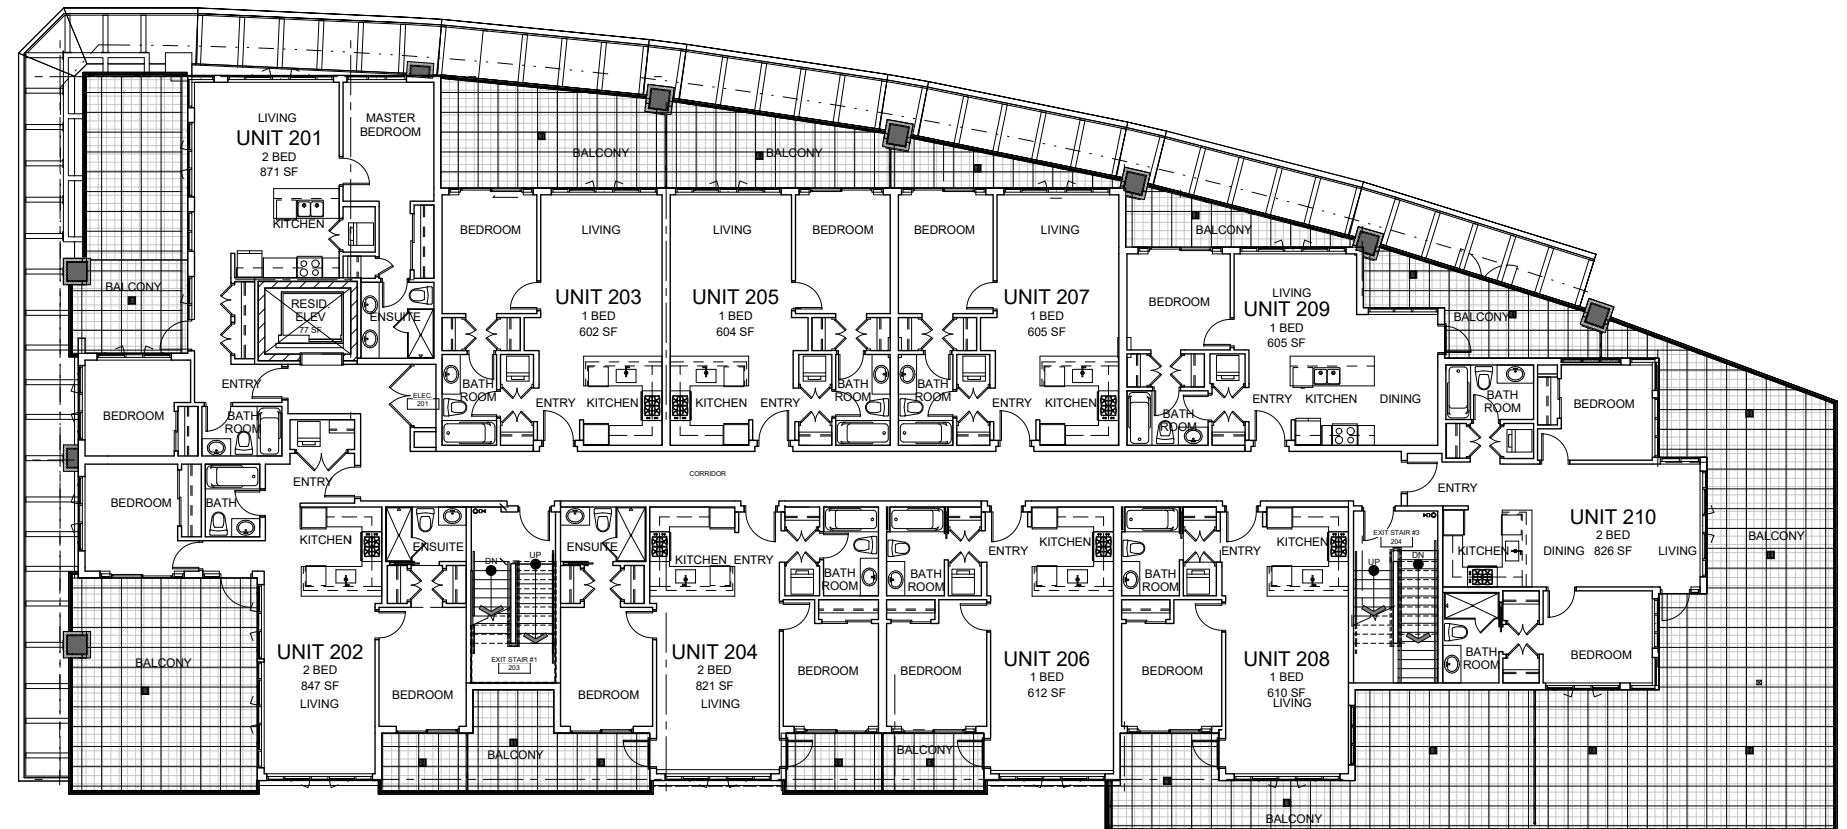 LIVING
UNIT 201
2 BED
871 SF
MASTER
BEDROOM
KITCHEN
BALCONY
RESID.
ELEV
77 SF
ENSUITE
ENTRY
BEDROOM
BATH
ROOM
ELEC.
201
BALCONY
BEDROOM
LIVING
UNIT 203
1 BED
602 SF
BATH
ROOM
ENTRY
KITCHEN
BALCONY
LIVING
BEDROOM
UNIT 205
1 BED
604 SF
KITCHEN
ENTRY
BATH
ROOM
BEDROOM
LIVING
UNIT 207
1 BED
605 SF
BATH
ROOM
ENTRY
KITCHEN
BALCONY
BEDROOM
LIVING
UNIT 209
1 BED
605 SF
BATH
ROOM
ENTRY
KITCHEN
DINING
BALCONY
BATH
ROOM
BEDROOM
CORRIDOR
BEDROOM
BATH
ENTRY
KITCHEN
ENSUITE
BALCONY
UNIT 202
2 BED
847 SF
LIVING
BEDROOM
DN
UP
EXIT STAIR #1
203
ENSUITE
KITCHEN
ENTRY
BATH
ROOM
BEDROOM
UNIT 204
2 BED
821 SF
LIVING
BEDROOM
BALCONY
BATH
ROOM
ENTRY
KITCHEN
BEDROOM
UNIT 206
1 BED
612 SF
BALCONY
BATH
ROOM
ENTRY
KITCHEN
BEDROOM
UNIT 208
1 BED
610 SF
LIVING
EXIT STAIR #3
204
UP
DN
ENTRY
UNIT 210
2 BED
826 SF
KITCHEN
DINING
LIVING
BALCONY
BATH
ROOM
BEDROOM
BALCONY